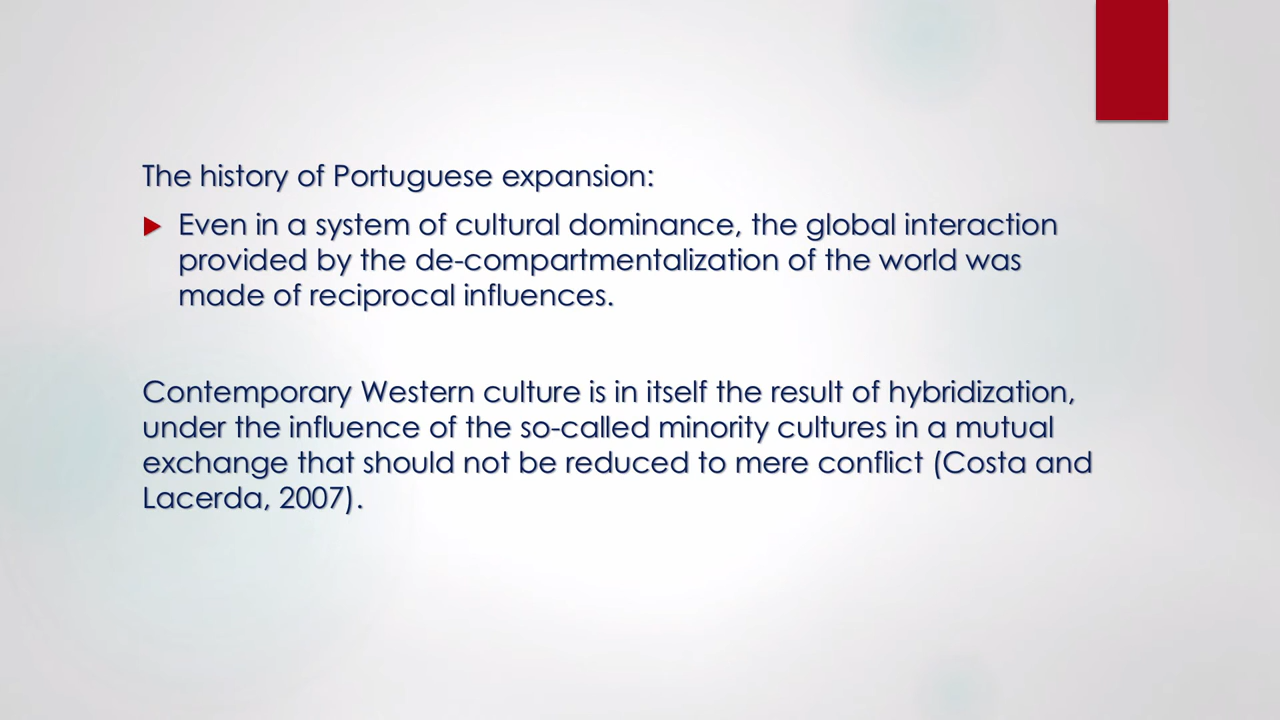 The history of Portuguese expansion:
Even in a system of cultural dominance, the global interaction
provided by the de-compartmentalization of the world was
made of reciprocal influences.
Contemporary Western culture is in itself the result of hybridization,
under the influence of the so-called minority cultures in a mutual
exchange that should not be reduced to mere conflict (Costa and
Lacerda, 2007).